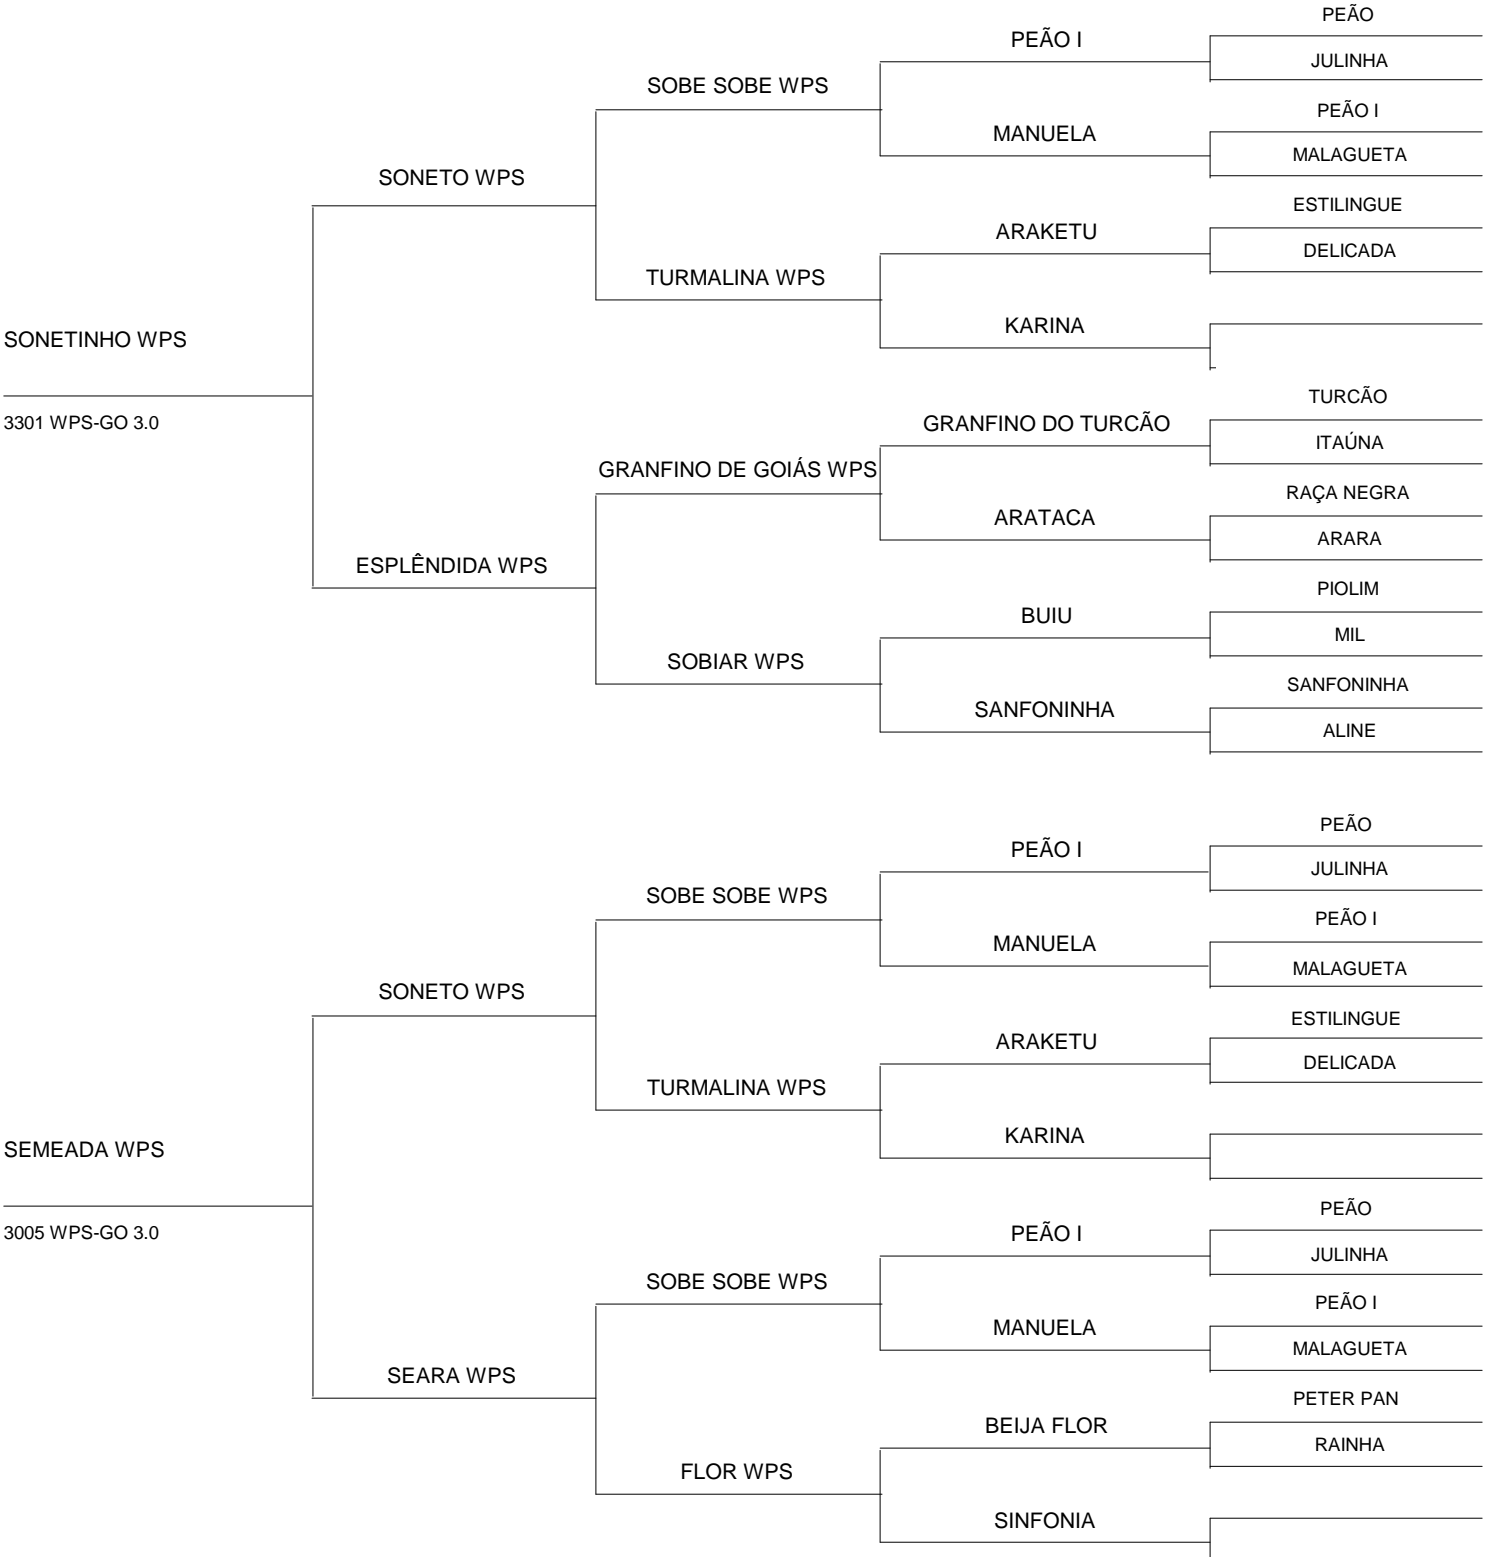 PEÃO
PEÃO I
JULINHA
SOBE SOBE WPS
PEÃO I
MANUELA
MALAGUETA
SONETO WPS
ESTILINGUE
ARAKETU
DELICADA
TURMALINA WPS
KARINA
SONETINHO WPS
TURCÃO
3301 WPS-GO 3.0
GRANFINO DO TURCÃO
ITAÚNA
GRANFINO DE GOIÁS WPS
RAÇA NEGRA
ARATACA
ARARA
ESPLÊNDIDA WPS
PIOLIM
BUIU
MIL
SOBIAR WPS
SANFONINHA
SANFONINHA
ALINE
PEÃO
PEÃO I
JULINHA
SOBE SOBE WPS
PEÃO I
MANUELA
MALAGUETA
SONETO WPS
ESTILINGUE
ARAKETU
DELICADA
TURMALINA WPS
KARINA
SEMEADA WPS
PEÃO
3005 WPS-GO 3.0
PEÃO I
JULINHA
SOBE SOBE WPS
PEÃO I
MANUELA
MALAGUETA
SEARA WPS
PETER PAN
BEIJA FLOR
RAINHA
FLOR WPS
SINFONIA